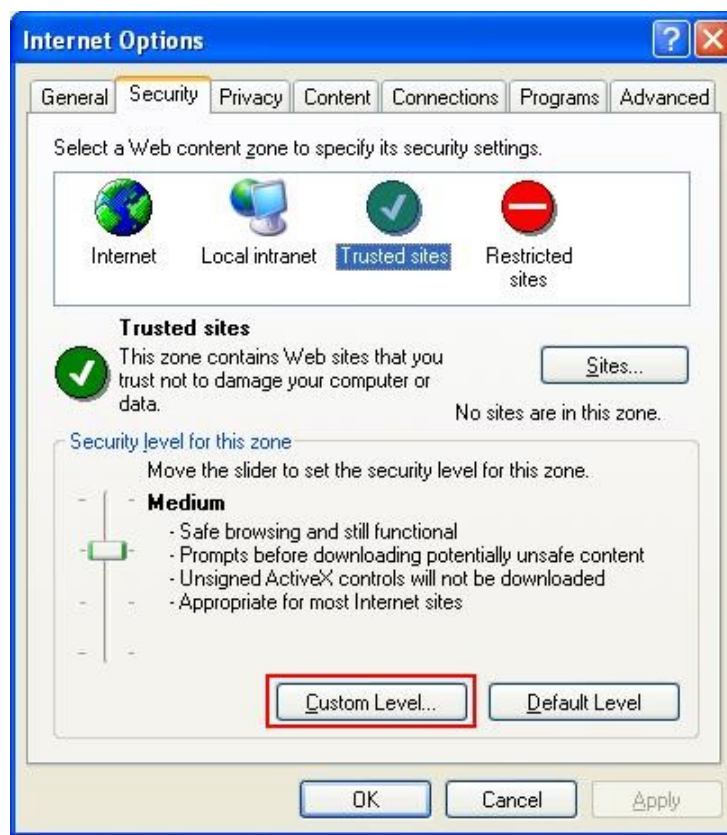 Internet Options
General Security Privacy Content Connections Programs Advanced
Select a Web content zone to specify its security settings.
Internet Local intranet Trusted sites Restricted
sites
Trusted sites
This zone contains Web sites that you
trust not to damage your computer or
data.
Sites...
No sites are in this zone.
Security level for this zone
Move the slider to set the security level for this zone.
Medium
- Safe browsing and still functional
- Prompts before downloading potentially unsafe content
- Unsigned ActiveX controls will not be downloaded
- Appropriate for most Internet sites
Custom Level... Default Level
OK Cancel Apply